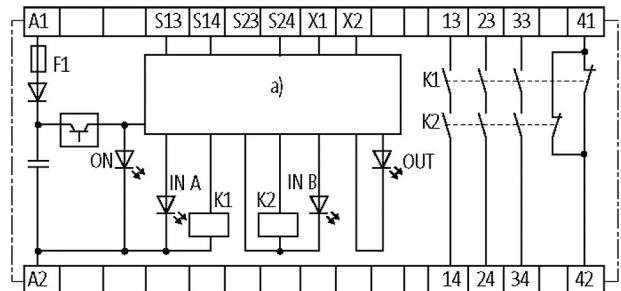 A1 S13 S14 S23 S24 X1 X2 13 23 33 41
F1
a)
K1
K2
ON
OUT
IN A
K1
K2
IN B
A2 14 24 34 42